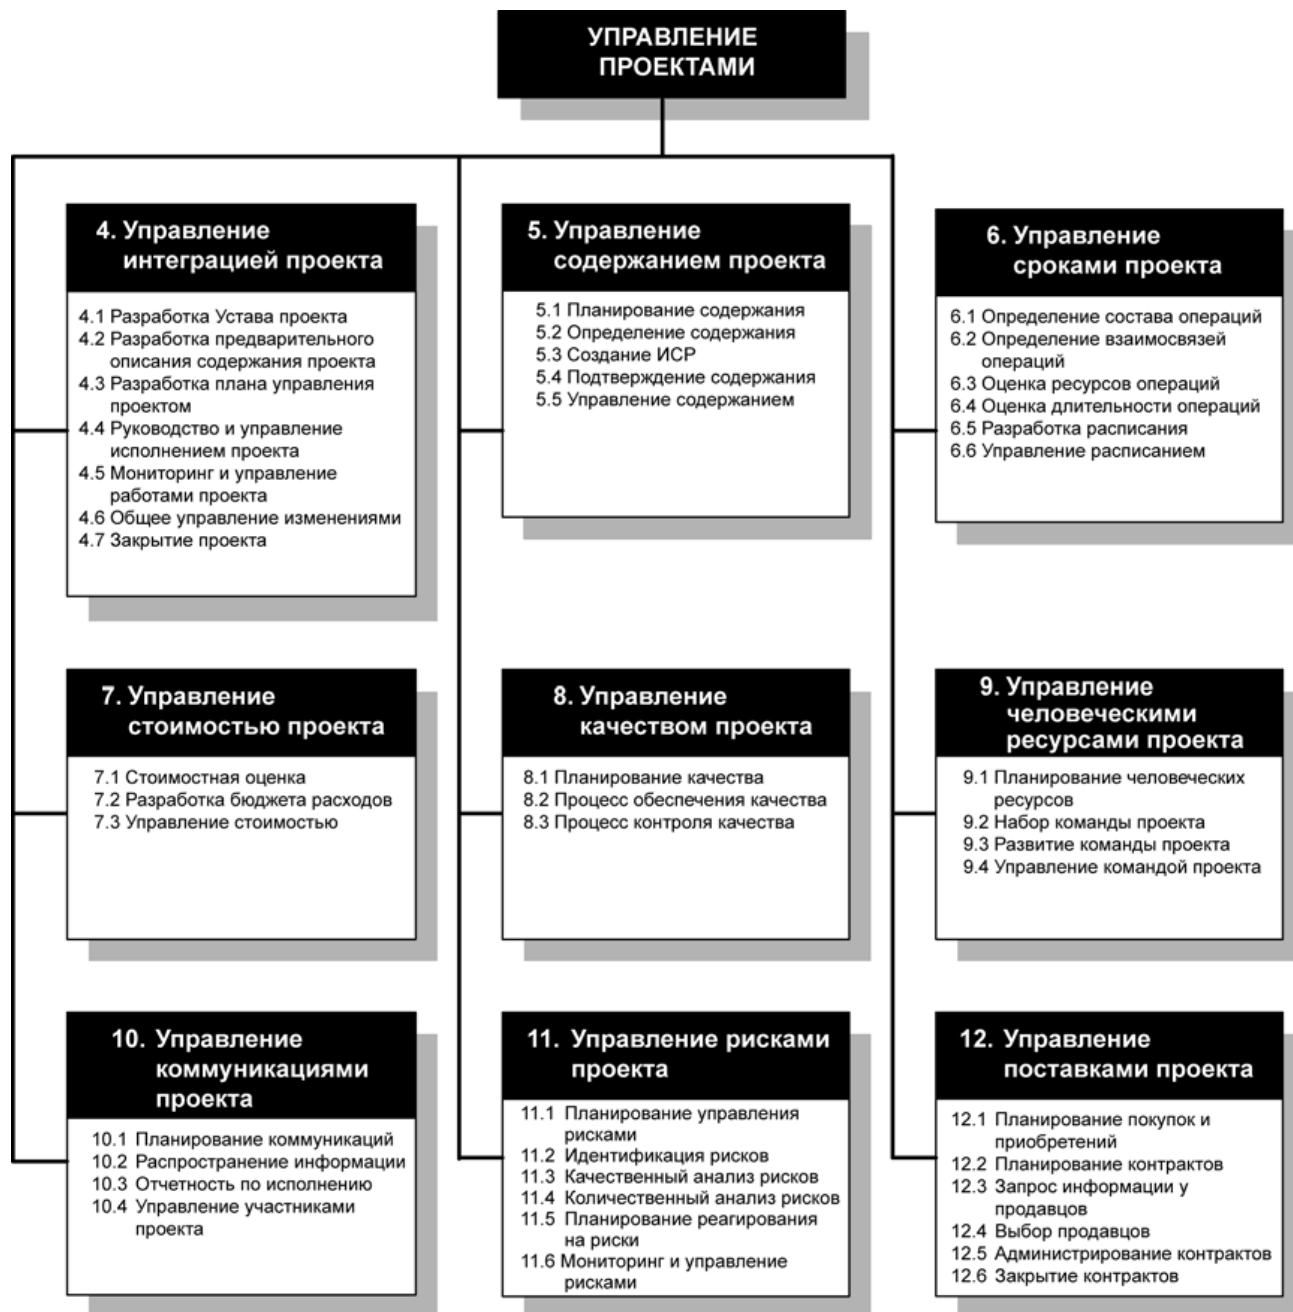 УПРАВЛЕНИЕ
ПРОЕКТАМИ
4. Управление
интеграцией проекта
4.1 Разработка Устава проекта
4.2 Разработка предварительного
описания содержания проекта
4.3 Разработка плана управления
проектом
4.4 Руководство и управление
исполнением проекта
4.5 Мониторинг и управление
работами проекта
4.6 Общее управление изменениями
4.7 Закрытие проекта
5. Управление
содержанием проекта
5.1 Планирование содержания
5.2 Определение содержания
5.3 Создание ИСР
5.4 Подтверждение содержания
5.5 Управление содержанием
6. Управление
сроками проекта
6.1 Определение состава операций
6.2 Определение взаимосвязей
операций
6.3 Оценка ресурсов операций
6.4 Оценка длительности операций
6.5 Разработка расписания
6.6 Управление расписанием
7. Управление
стоимостью проекта
7.1 Стоимостная оценка
7.2 Разработка бюджета расходов
7.3 Управление стоимостью
8. Управление
качеством проекта
8.1 Планирование качества
8.2 Процесс обеспечения качества
8.3 Процесс контроля качества
9. Управление
человеческими
ресурсами проекта
9.1 Планирование человеческих
ресурсов
9.2 Набор команды проекта
9.3 Развитие команды проекта
9.4 Управление командой проекта
10. Управление
коммуникациями
проекта
10.1 Планирование коммуникаций
10.2 Распространение информации
10.3 Отчетность по исполнению
10.4 Управление участниками
проекта
11. Управление рисками
проекта
11.1 Планирование управления
рисками
11.2 Идентификация рисков
11.3 Качественный анализ рисков
11.4 Количественный анализ рисков
11.5 Планирование реагирования
на риски
11.6 Мониторинг и управление
рисками
12. Управление
поставками проекта
12.1 Планирование покупок и
приобретений
12.2 Планирование контрактов
12.3 Запрос информации у
продавцов
12.4 Выбор продавцов
12.5 Администрирование контрактов
12.6 Закрытие контрактов